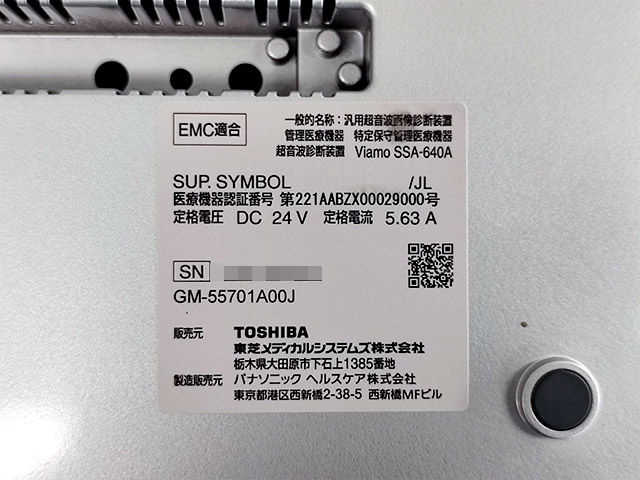 EMC適合
一般的名称：汎用超音波画像診断装置
管理医療機器 特定保守管理医療機器
超音波診断装置 Viamo SSA-640A
SUP. SYMBOL /JL
医療機器認証番号 第221AABZX00029000号
定格電圧 DC 24 V 定格電流 5.63 A
SN
GM-55701A00J
販売元 TOSHIBA
東芝メディカルシステムズ株式会社
栃木県大田原市下石上1385番地
製造販売元 パナソニック ヘルスケア株式会社
東京都港区西新橋2-38-5 西新橋MFビル